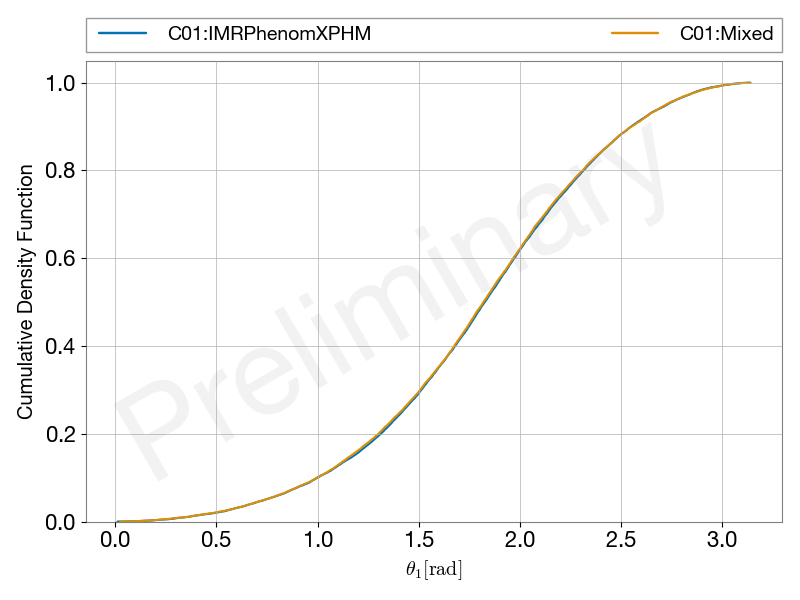 C01:IMRPhenomXPHM C01:Mixed
1.0
0.8
0.6
0.4
0.2
0.0
Cumulative Density Function
Preliminary
0.0 0.5 1.0 1.5 2.0 2.5 3.0
θ₁[rad]